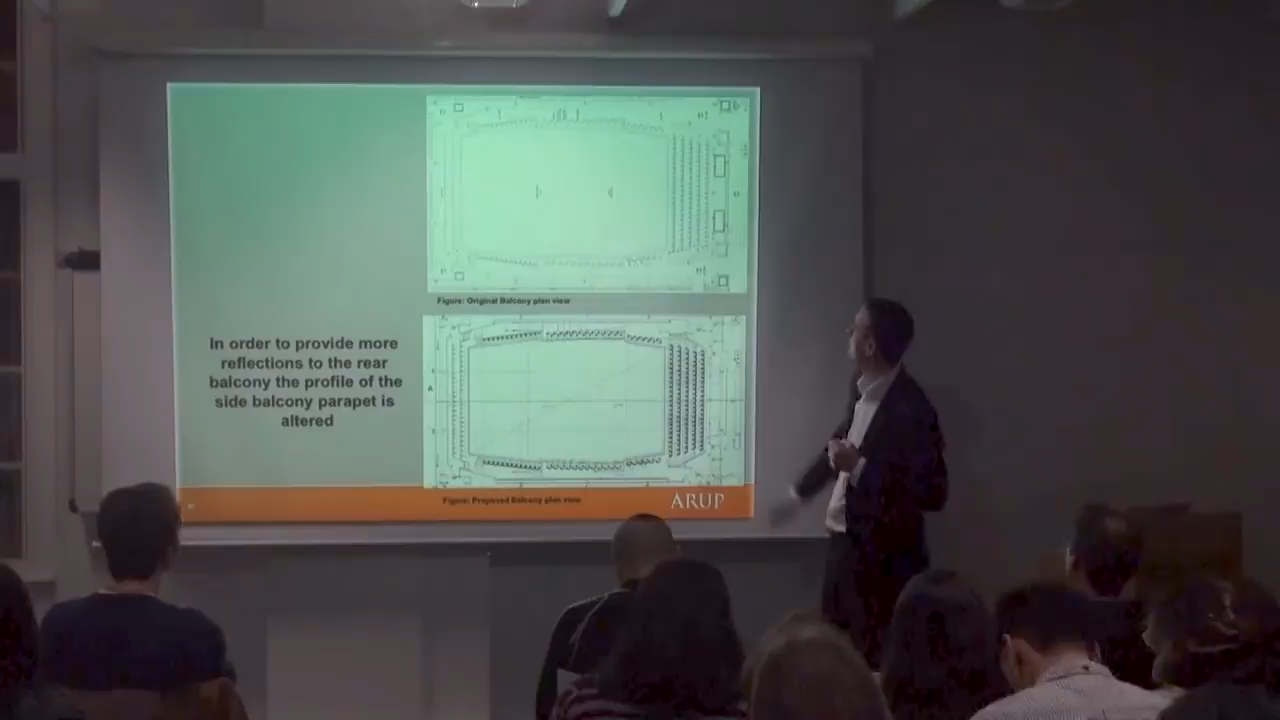 Figure: Original Balcony plan view
In order to provide more
reflections to the rear
balcony the profile of the
side balcony parapet is
altered
Figure: Proposed Balcony plan view
ARUP